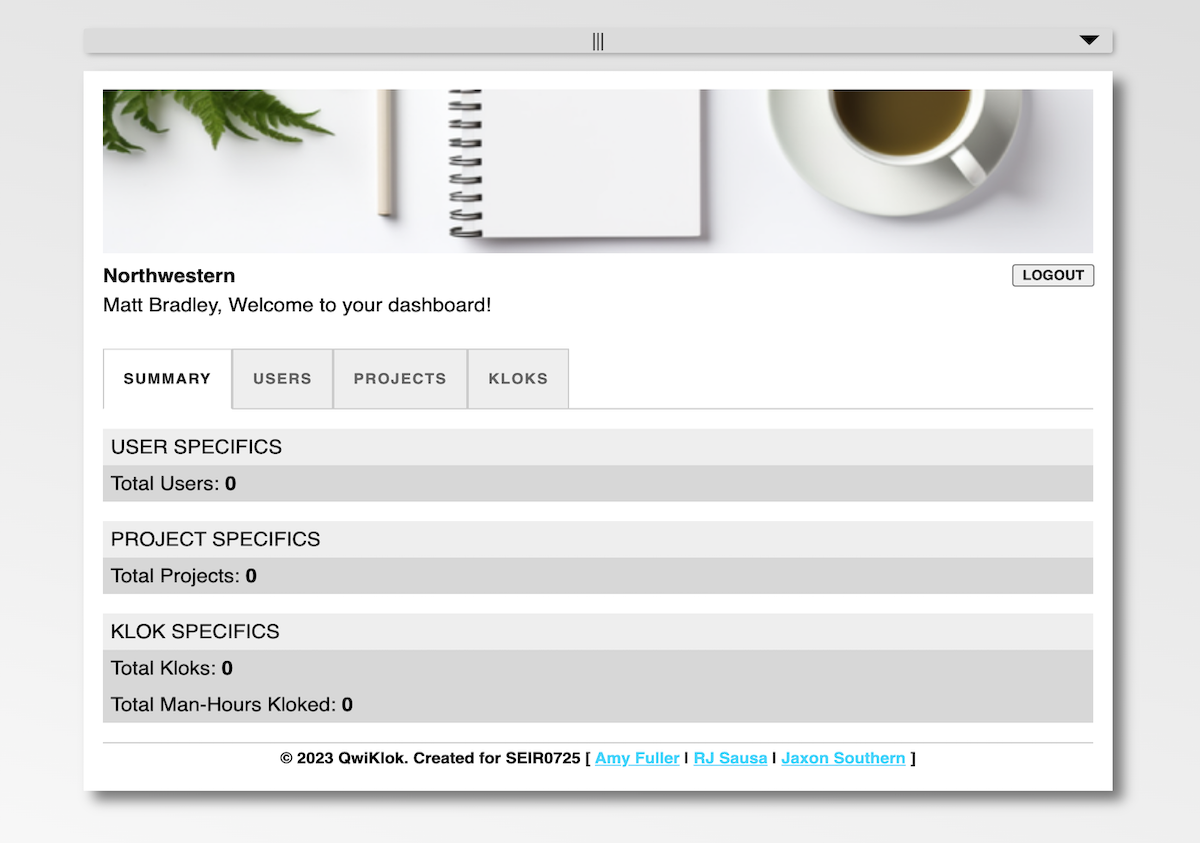 Northwestern
LOGOUT
Matt Bradley, Welcome to your dashboard!
SUMMARY USERS PROJECTS KLOKS
USER SPECIFICS
Total Users: 0
PROJECT SPECIFICS
Total Projects: 0
KLOK SPECIFICS
Total Kloks: 0
Total Man-Hours Kloked: 0
© 2023 QwiKlok. Created for SEIR0725 [ Amy Fuller | RJ Sausa | Jaxon Southern ]